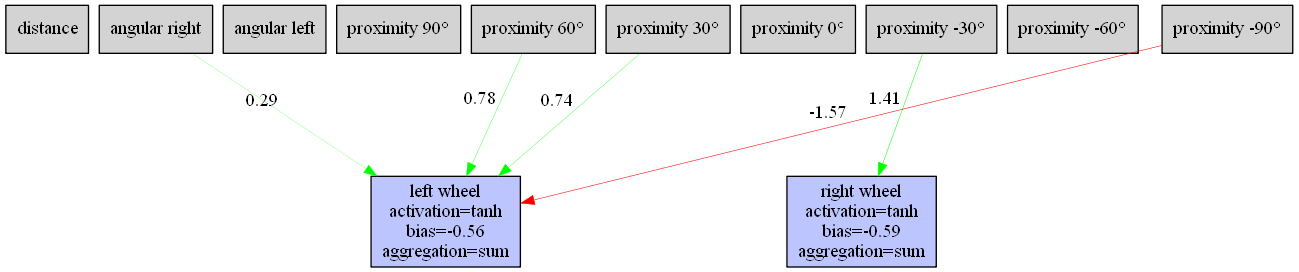 distance
angular right
angular left
proximity 90°
proximity 60°
proximity 30°
proximity 0°
proximity -30°
proximity -60°
proximity -90°
0.29
0.78
0.74
-1.57
1.41
left wheel
activation=tanh
bias=-0.56
aggregation=sum
right wheel
activation=tanh
bias=-0.59
aggregation=sum